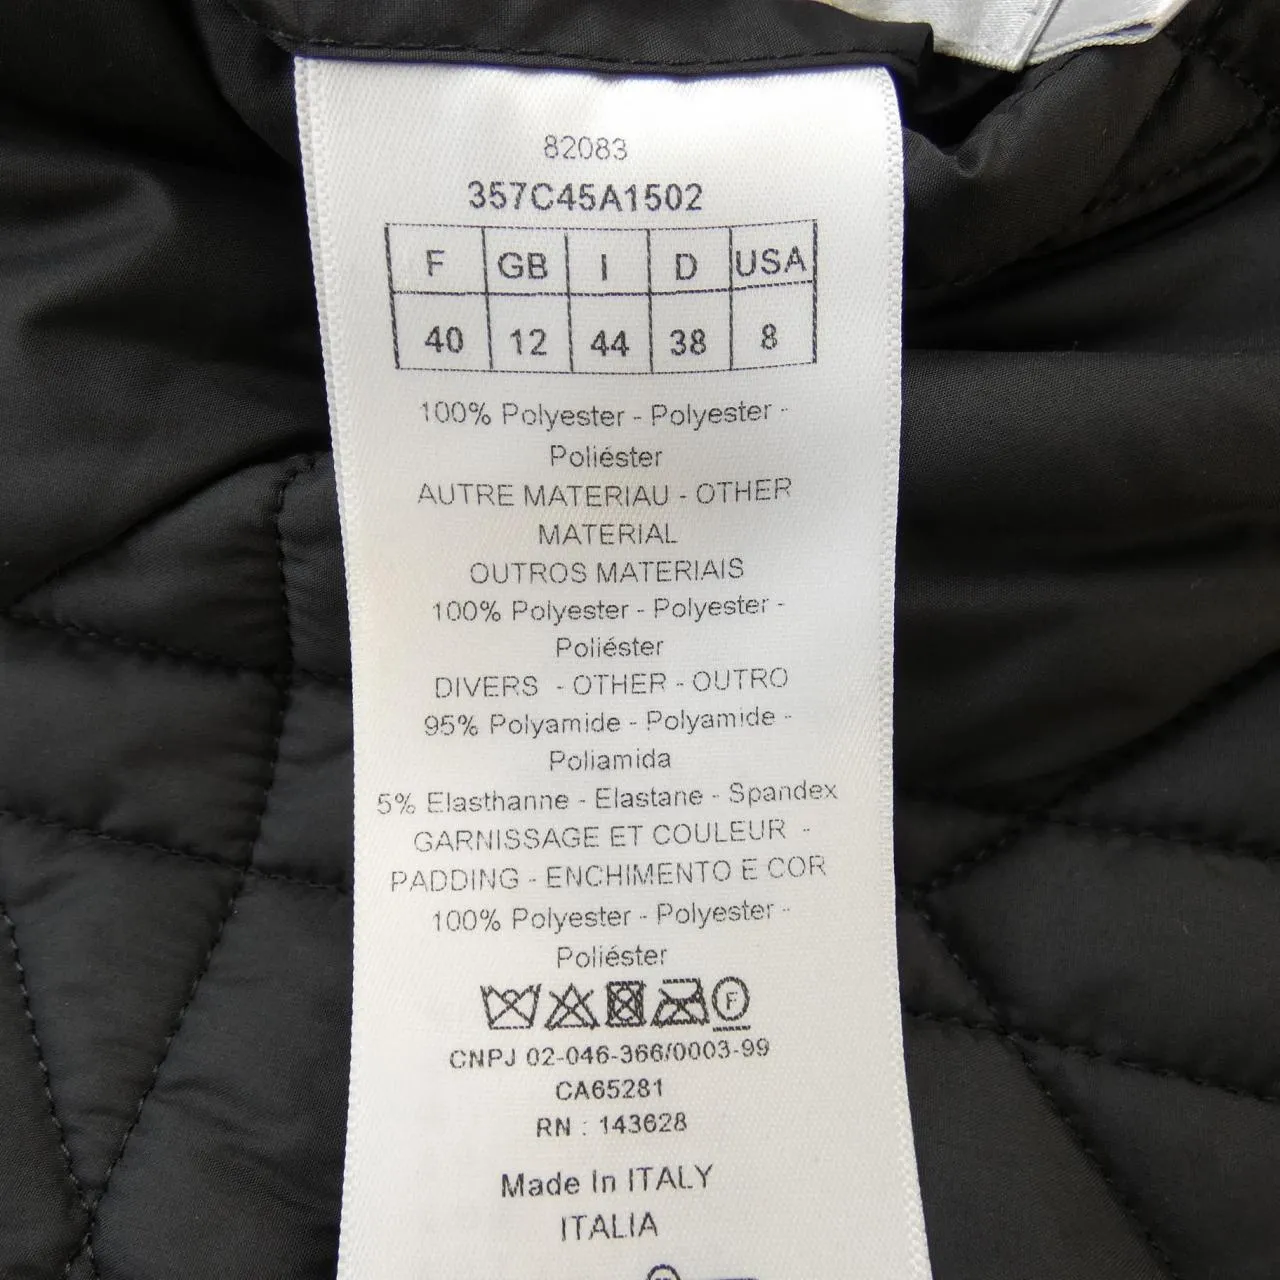 82083
357C45A1502
F GB I D USA
40 12 44 38 8
100% Polyester - Polyester -
Poliéster
AUTRE MATERIAU - OTHER
MATERIAL
OUTROS MATERIAIS
100% Polyester - Polyester -
Poliéster
DIVERS - OTHER - OUTRO
95% Polyamide - Polyamide -
Poliamida
5% Elasthanne - Elastane - Spandex
GARNISSAGE ET COULEUR -
PADDING - ENCHIMENTO E COR
100% Polyester - Polyester -
Poliéster
F
CNPJ 02-046-366/0003-99
CA65281
RN : 143628
Made In ITALY
ITALIA